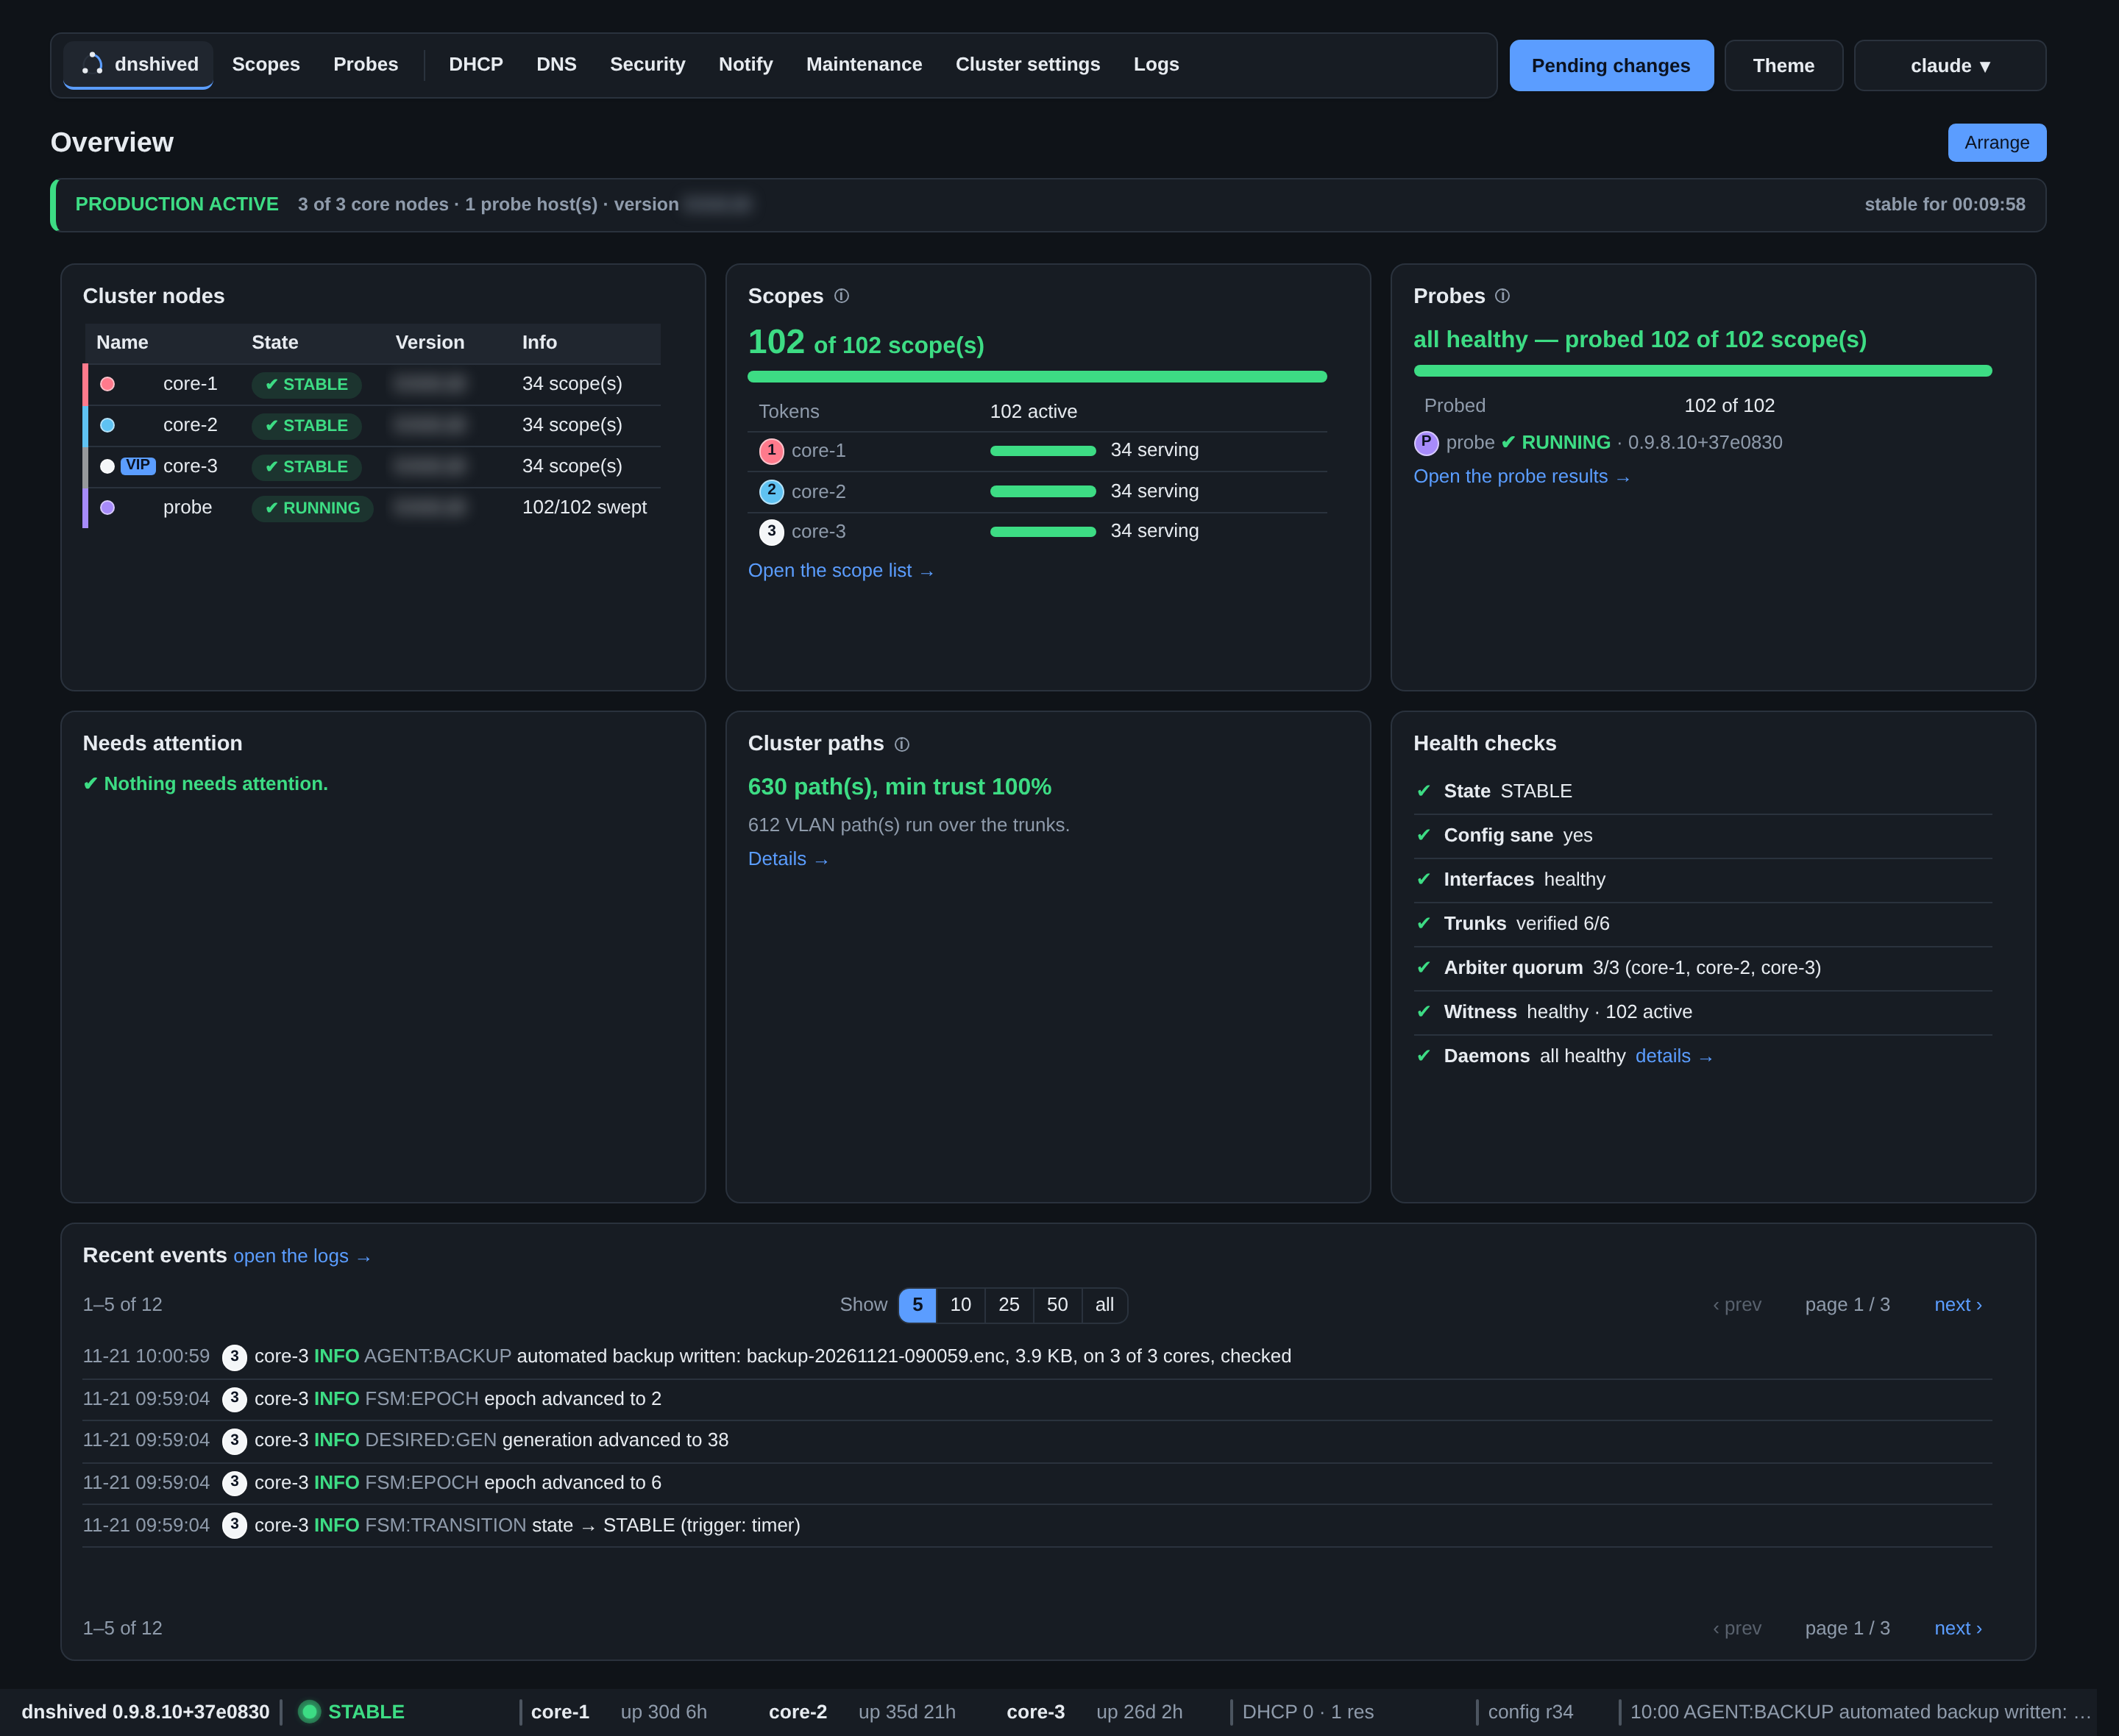 dnshived Scopes Probes DHCP DNS Security Notify Maintenance Cluster settings Logs Pending changes Theme claude ▼
Overview Arrange
PRODUCTION ACTIVE 3 of 3 core nodes · 1 probe host(s) · version stable for 00:09:58
Cluster nodes
Name State Version Info
core-1 ✔ STABLE 34 scope(s)
core-2 ✔ STABLE 34 scope(s)
VIP core-3 ✔ STABLE 34 scope(s)
probe ✔ RUNNING 102/102 swept
Scopes ⓘ
102 of 102 scope(s)
Tokens 102 active
1 core-1 34 serving
2 core-2 34 serving
3 core-3 34 serving
Open the scope list →
Probes ⓘ
all healthy — probed 102 of 102 scope(s)
Probed 102 of 102
P probe ✔ RUNNING · 0.9.8.10+37e0830
Open the probe results →
Needs attention
✔ Nothing needs attention.
Cluster paths ⓘ
630 path(s), min trust 100%
612 VLAN path(s) run over the trunks.
Details →
Health checks
✔ State STABLE
✔ Config sane yes
✔ Interfaces healthy
✔ Trunks verified 6/6
✔ Arbiter quorum 3/3 (core-1, core-2, core-3)
✔ Witness healthy · 102 active
✔ Daemons all healthy details →
Recent events open the logs →
1–5 of 12 Show 5 10 25 50 all ‹ prev page 1 / 3 next ›
11-21 10:00:59 3 core-3 INFO AGENT:BACKUP automated backup written: backup-20261121-090059.enc, 3.9 KB, on 3 of 3 cores, checked
11-21 09:59:04 3 core-3 INFO FSM:EPOCH epoch advanced to 2
11-21 09:59:04 3 core-3 INFO DESIRED:GEN generation advanced to 38
11-21 09:59:04 3 core-3 INFO FSM:EPOCH epoch advanced to 6
11-21 09:59:04 3 core-3 INFO FSM:TRANSITION state → STABLE (trigger: timer)
1–5 of 12 ‹ prev page 1 / 3 next ›
dnshived 0.9.8.10+37e0830 STABLE core-1 up 30d 6h core-2 up 35d 21h core-3 up 26d 2h DHCP 0 · 1 res config r34 10:00 AGENT:BACKUP automated backup written: …